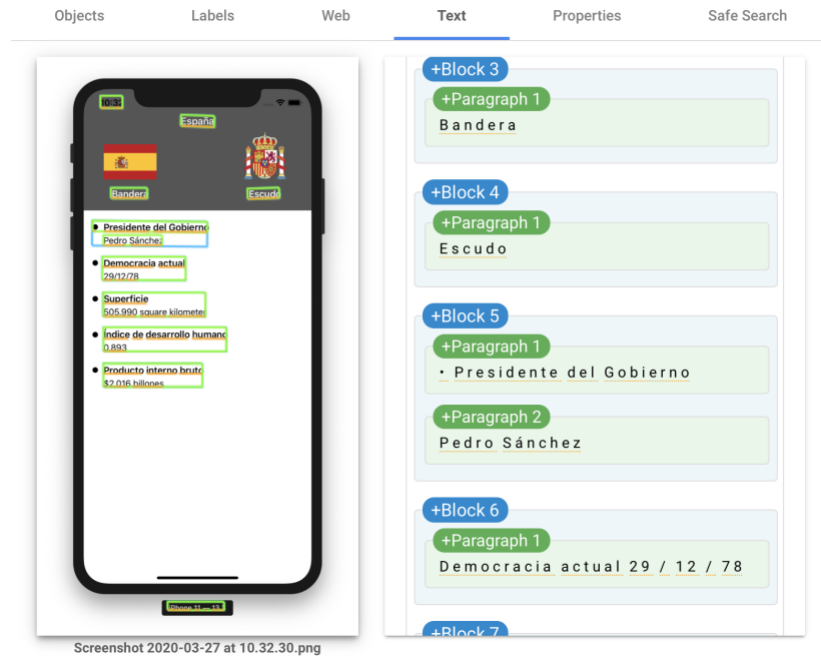 Objects Labels Web Text Properties Safe Search
10:32
España
Bandera
Escudo
Presidente del Gobierno
Pedro Sánchez
Democracia actual
29/12/78
Superficie
505.990 square kilometer
Índice de desarrollo humano
0.893
Producto interno bruto
$2,016 billones
iPhone 11 — 13.
Screenshot 2020-03-27 at 10.32.30.png
+Block 3
+Paragraph 1
Bandera
+Block 4
+Paragraph 1
Escudo
+Block 5
+Paragraph 1
• Presidente del Gobierno
+Paragraph 2
Pedro Sánchez
+Block 6
+Paragraph 1
Democracia actual 29 / 12 / 78
+Block 7